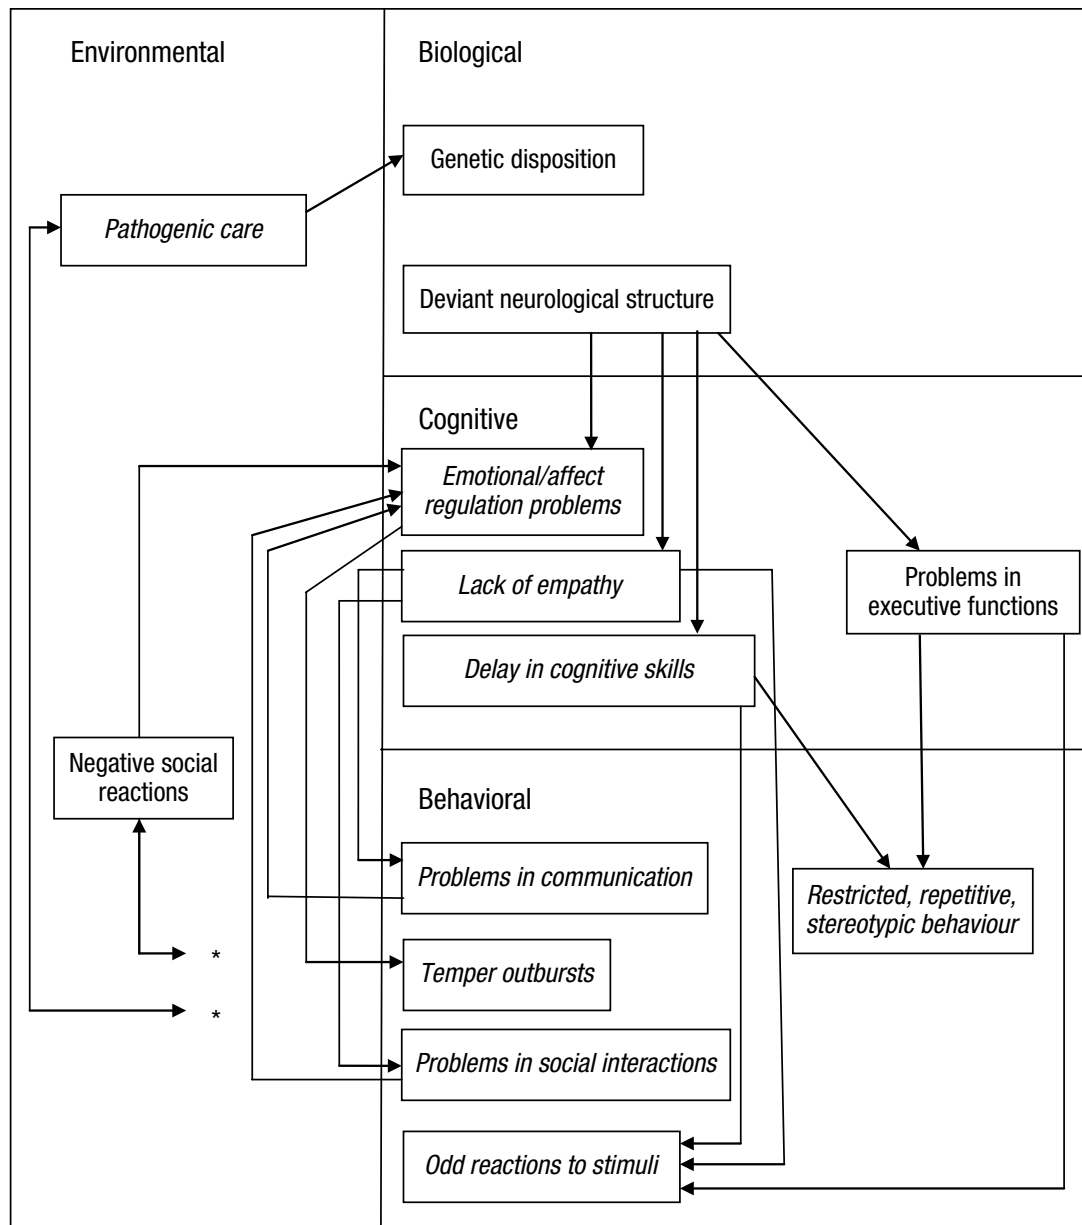 Environmental
Biological
Genetic disposition
Pathogenic care
Deviant neurological structure
Cognitive
Emotional/affect
regulation problems
Lack of empathy
Problems in
executive functions
Delay in cognitive skills
Negative social
reactions
Behavioral
Problems in communication
Restricted, repetitive,
stereotypic behaviour
*
Temper outbursts
*
Problems in social interactions
Odd reactions to stimuli